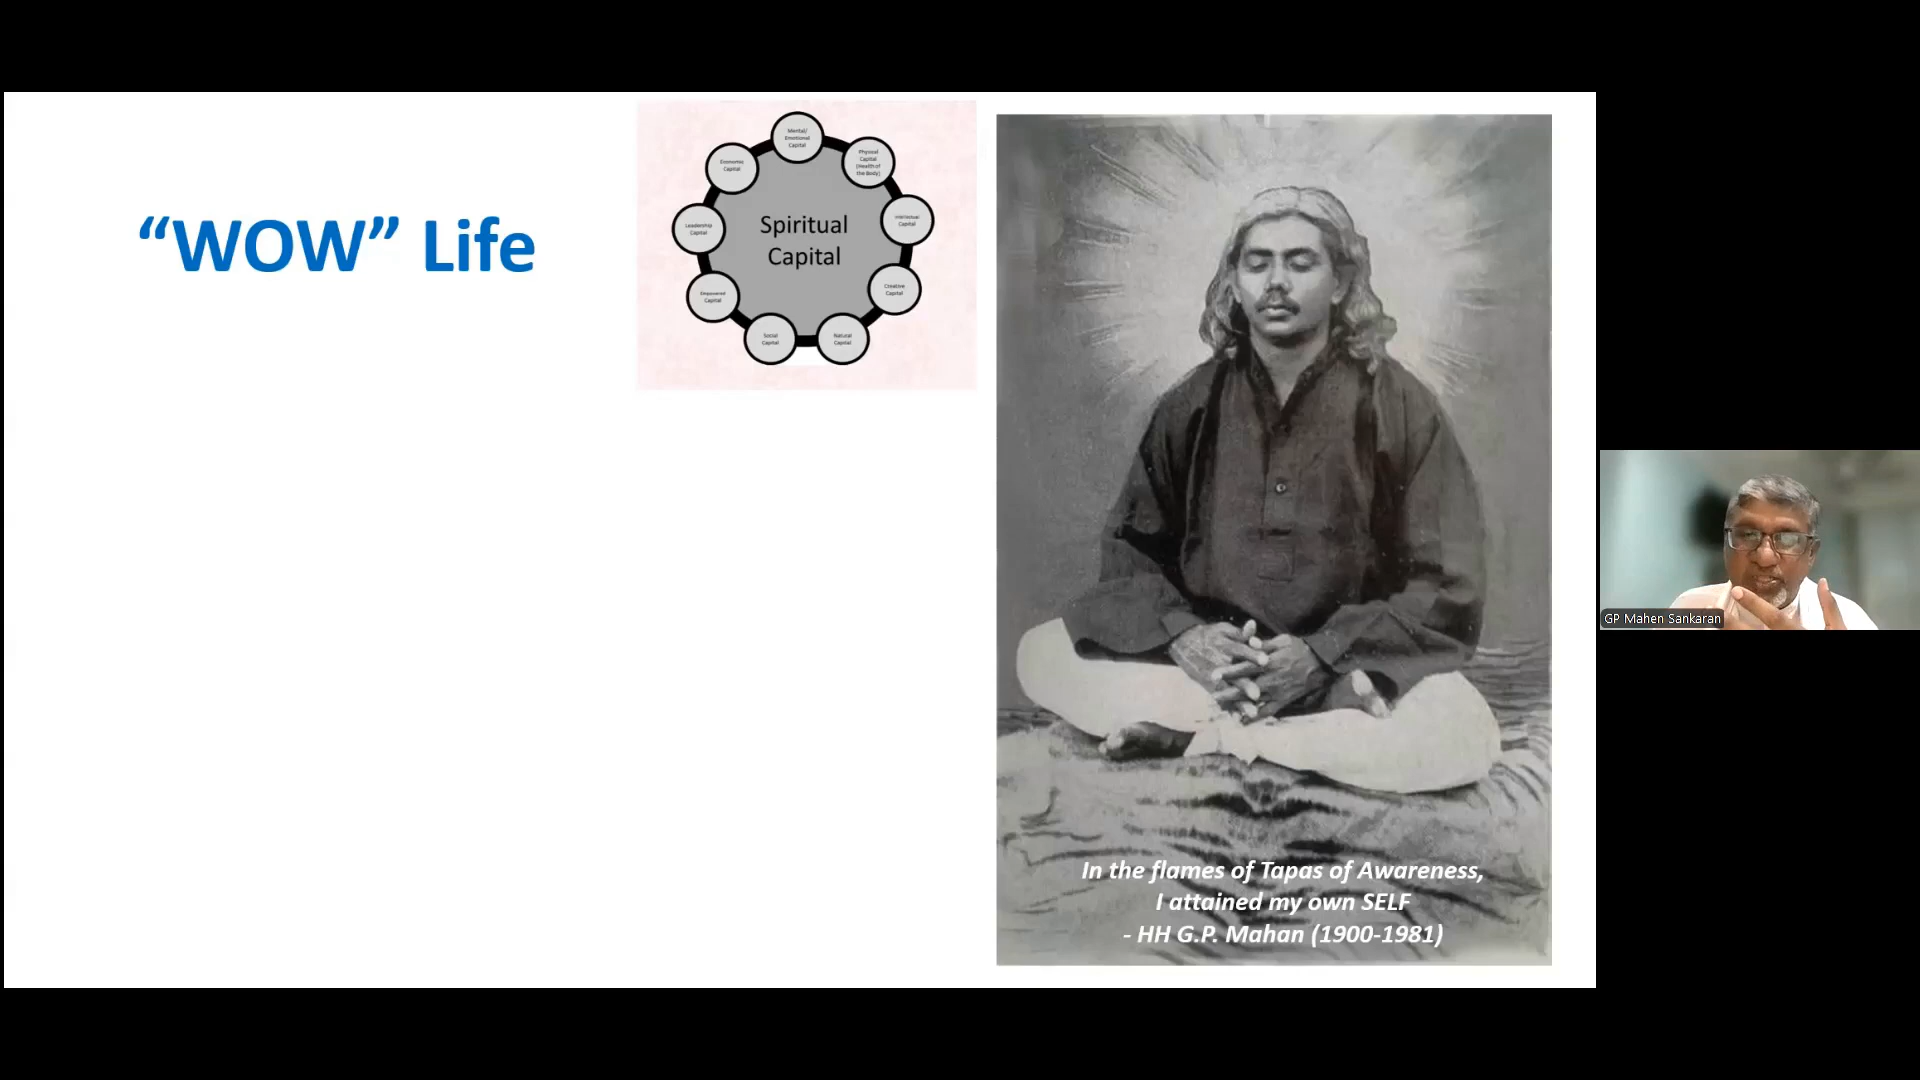 “WOW” Life
Mental/
Emotional
Capital
Physical
Capital
(Health of
the Body)
Intellectual
Capital
Creative
Capital
Natural
Capital
Social
Capital
Empowered
Capital
Leadership
Capital
Economic
Capital
Spiritual
Capital
In the flames of Tapas of Awareness,
I attained my own SELF
- HH G.P. Mahan (1900-1981)
GP Mahen Sankaran